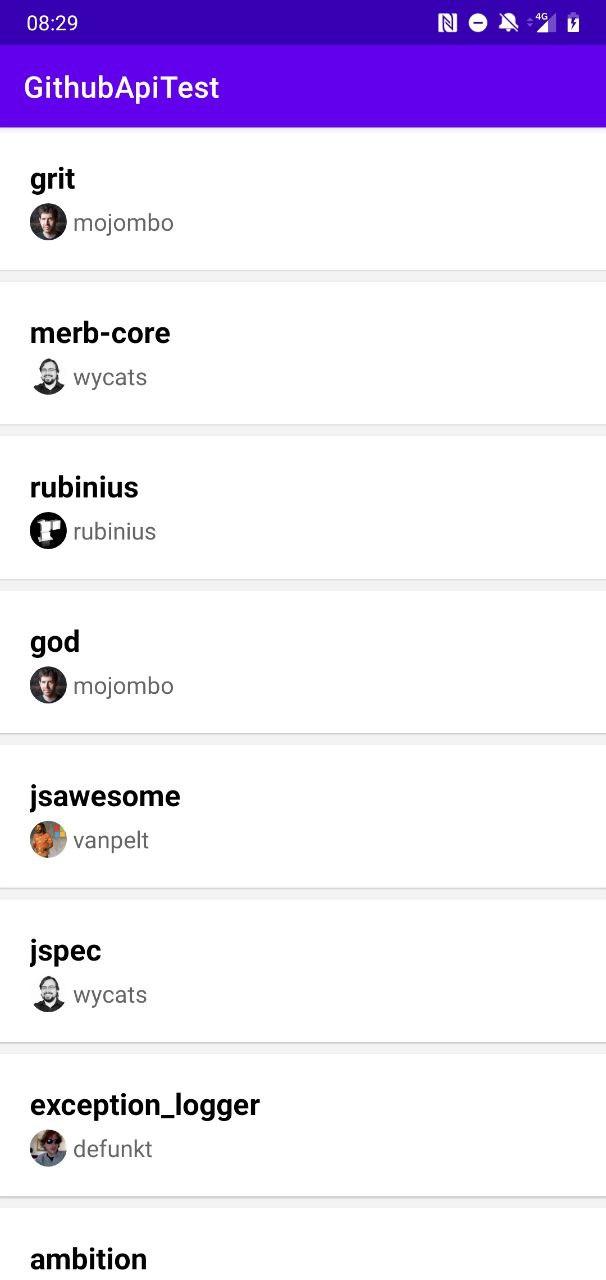 08:29
4G
GithubApiTest
grit
mojombo
merb-core
wycats
rubinius
rubinius
god
mojombo
jsawesome
vanpelt
jspec
wycats
exception_logger
defunkt
ambition